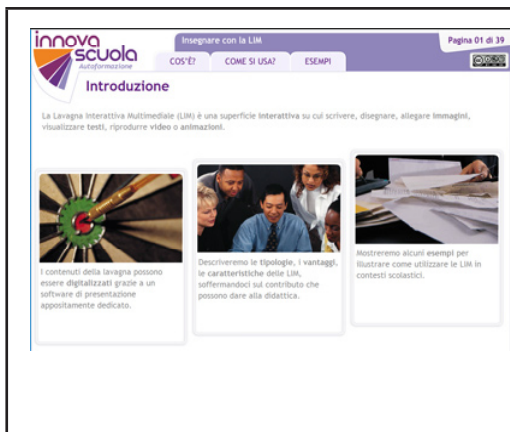 innova
scuola
Autoformazione
Insegnare con la LIM
Pagina 01 di 39
COS'È?
COME SI USA?
ESEMPI
Introduzione
La Lavagna Interattiva Multimediale (LIM) è una superficie interattiva su cui scrivere, disegnare, allegare immagini,
visualizzare testi, riprodurre video o animazioni.
I contenuti della lavagna possono
essere digitalizzati grazie a un
software di presentazione
appositamente dedicato.
Descriveremo le tipologie, i vantaggi,
le caratteristiche delle LIM,
soffermandoci sul contributo che
possono dare alla didattica.
Mostreremo alcuni esempi per
illustrare come utilizzare le LIM in
contesti scolastici.